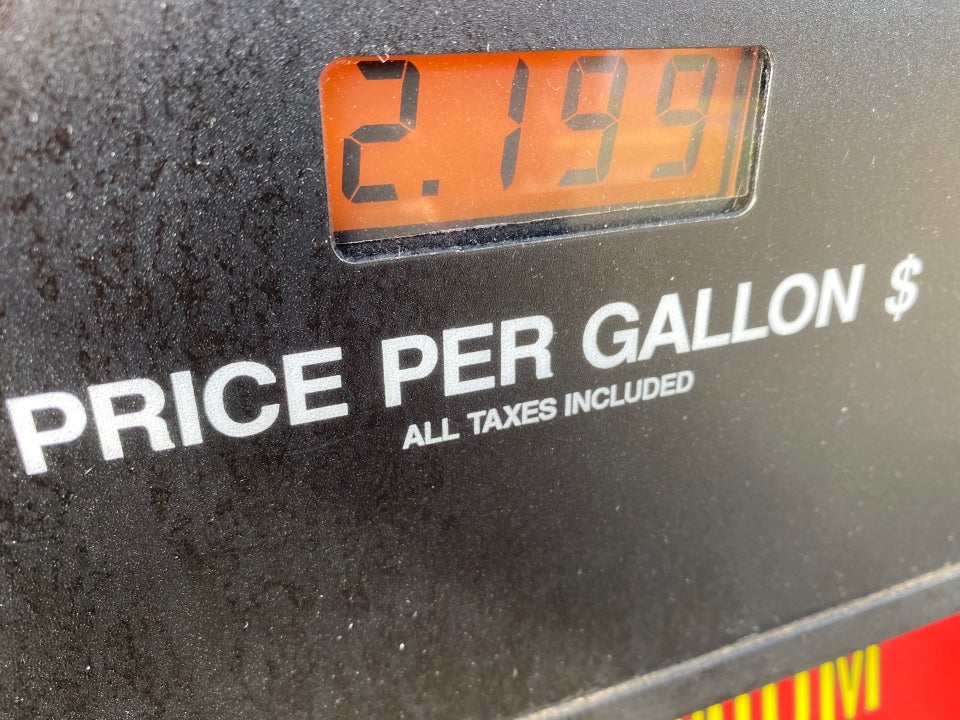 2.199
PRICE PER GALLON $
ALL TAXES INCLUDED